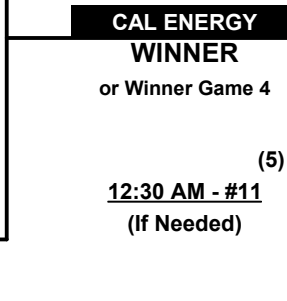 CAL ENERGY
WINNER
or Winner Game 4
(5)
12:30 AM - #11
(If Needed)